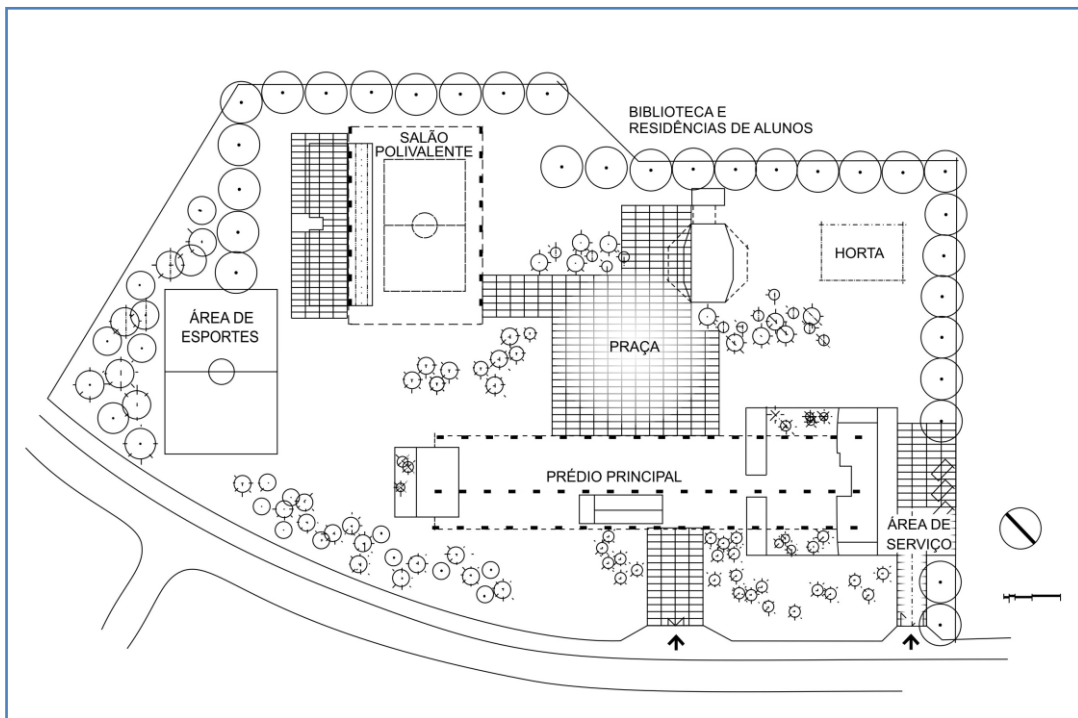 BIBLIOTECA E
RESIDÊNCIAS DE ALUNOS
SALÃO
POLIVALENTE
HORTA
ÁREA DE
ESPORTES
PRAÇA
PRÉDIO PRINCIPAL
ÁREA DE
SERVIÇO